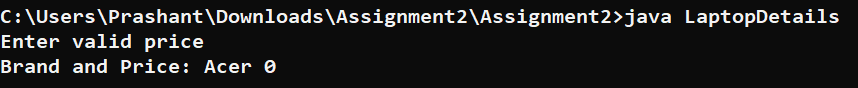 C:\Users\Prashant\Downloads\Assignment2\Assignment2>java LaptopDetails
Enter valid price
Brand and Price: Acer 0